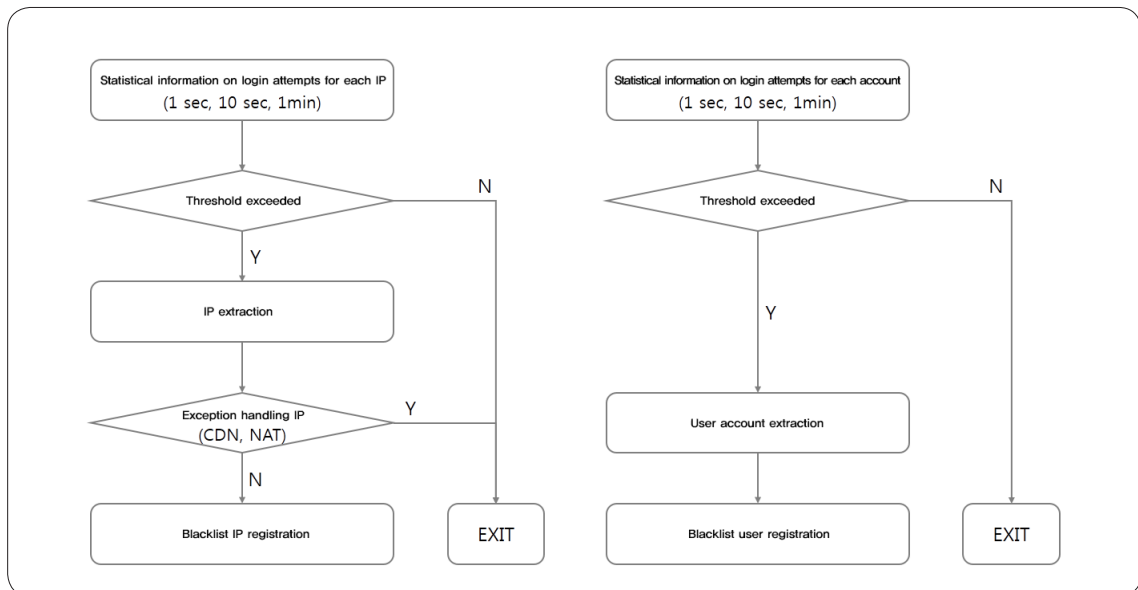 Statistical information on login attempts for each IP
(1 sec, 10 sec, 1min)
Threshold exceeded
N
Y
IP extraction
Exception handling IP
(CDN, NAT)
Y
N
Blacklist IP registration
EXIT
Statistical information on login attempts for each account
(1 sec, 10 sec, 1min)
Threshold exceeded
N
Y
User account extraction
Blacklist user registration
EXIT